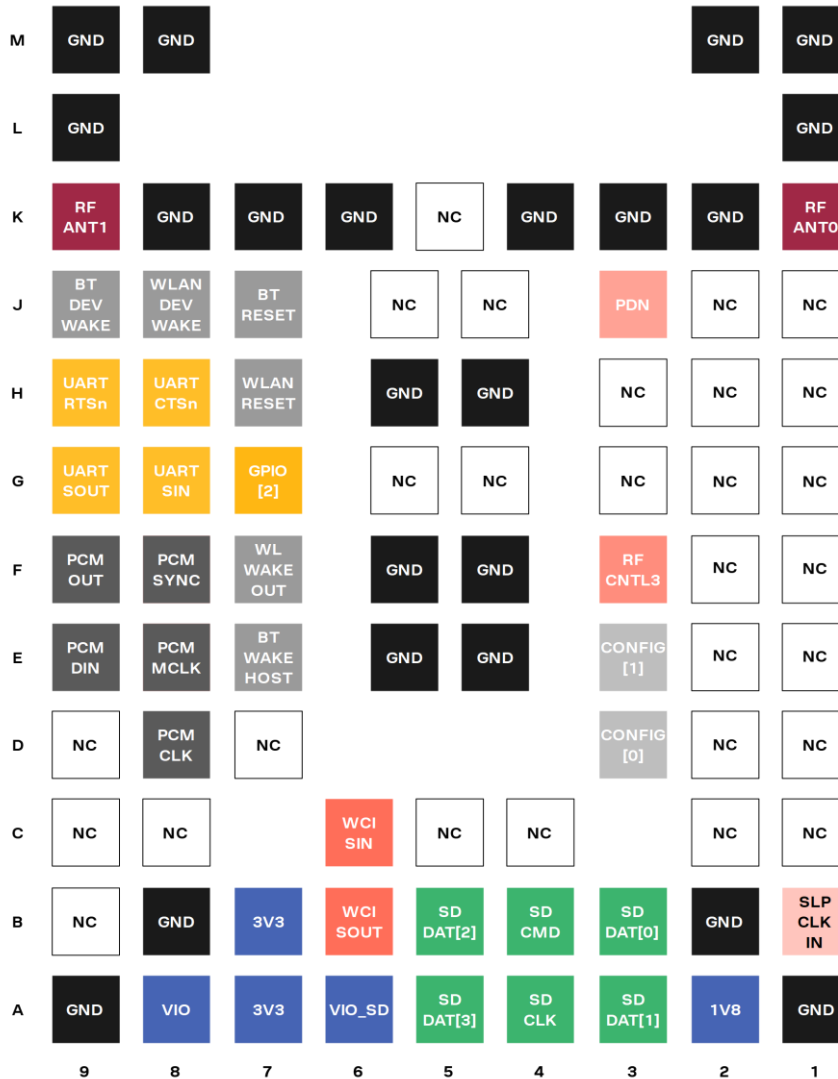 M GND GND GND GND
L GND GND
K RF ANT1 GND GND GND NC GND GND GND RF ANT0
J BT DEV WAKE WLAN DEV WAKE BT RESET NC NC PDN NC NC
H UART RTSn UART CTSn WLAN RESET GND GND NC NC NC
G UART SOUT UART SIN GPIO [2] NC NC NC NC NC
F PCM OUT PCM SYNC WL WAKE OUT GND GND RF CNTL3 NC NC
E PCM DIN PCM MCLK BT WAKE HOST GND GND CONFIG [1] NC NC
D NC PCM CLK NC CONFIG [0] NC NC
C NC NC WCI SIN NC NC NC NC
B NC GND 3V3 WCI SOUT SD DAT[2] SD CMD SD DAT[0] GND SLP CLK IN
A GND VIO 3V3 VIO_SD SD DAT[3] SD CLK SD DAT[1] 1V8 GND
9 8 7 6 5 4 3 2 1